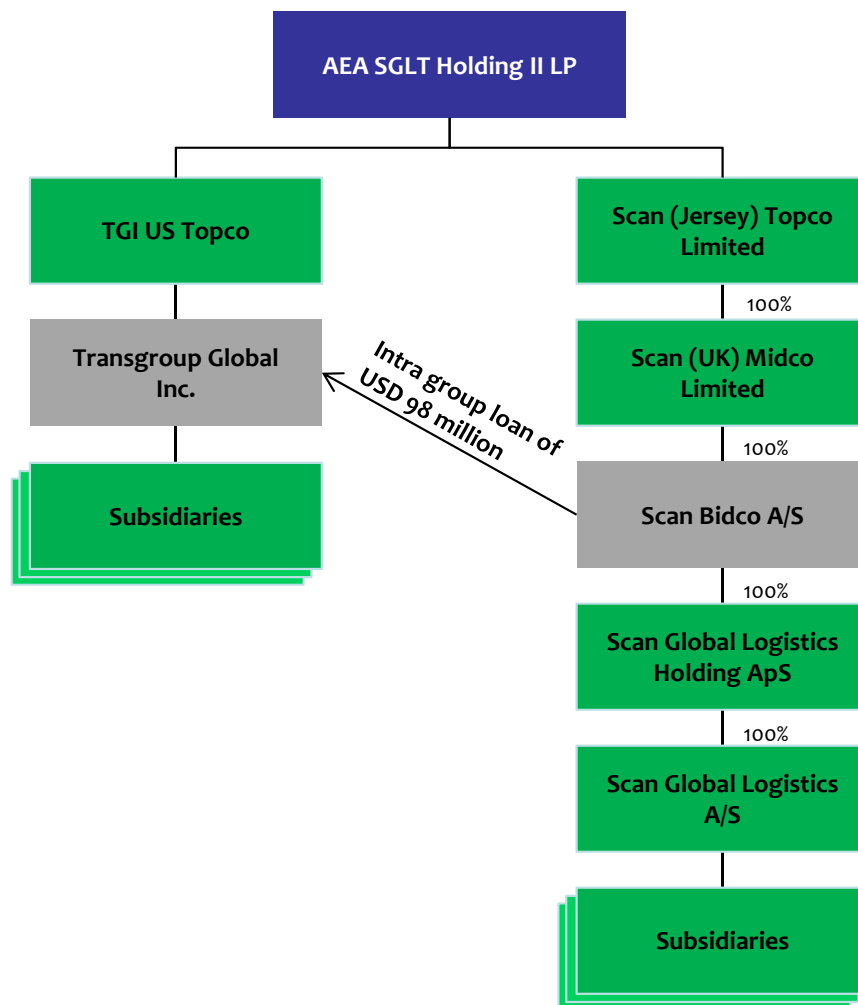 AEA SGLT Holding II LP
TGI US Topco
Scan (Jersey) Topco
Limited
100%
Transgroup Global
Inc.
Intra group loan of
USD 98 million
Scan (UK) Midco
Limited
100%
Subsidiaries
Scan Bidco A/S
100%
Scan Global Logistics
Holding ApS
100%
Scan Global Logistics
A/S
Subsidiaries